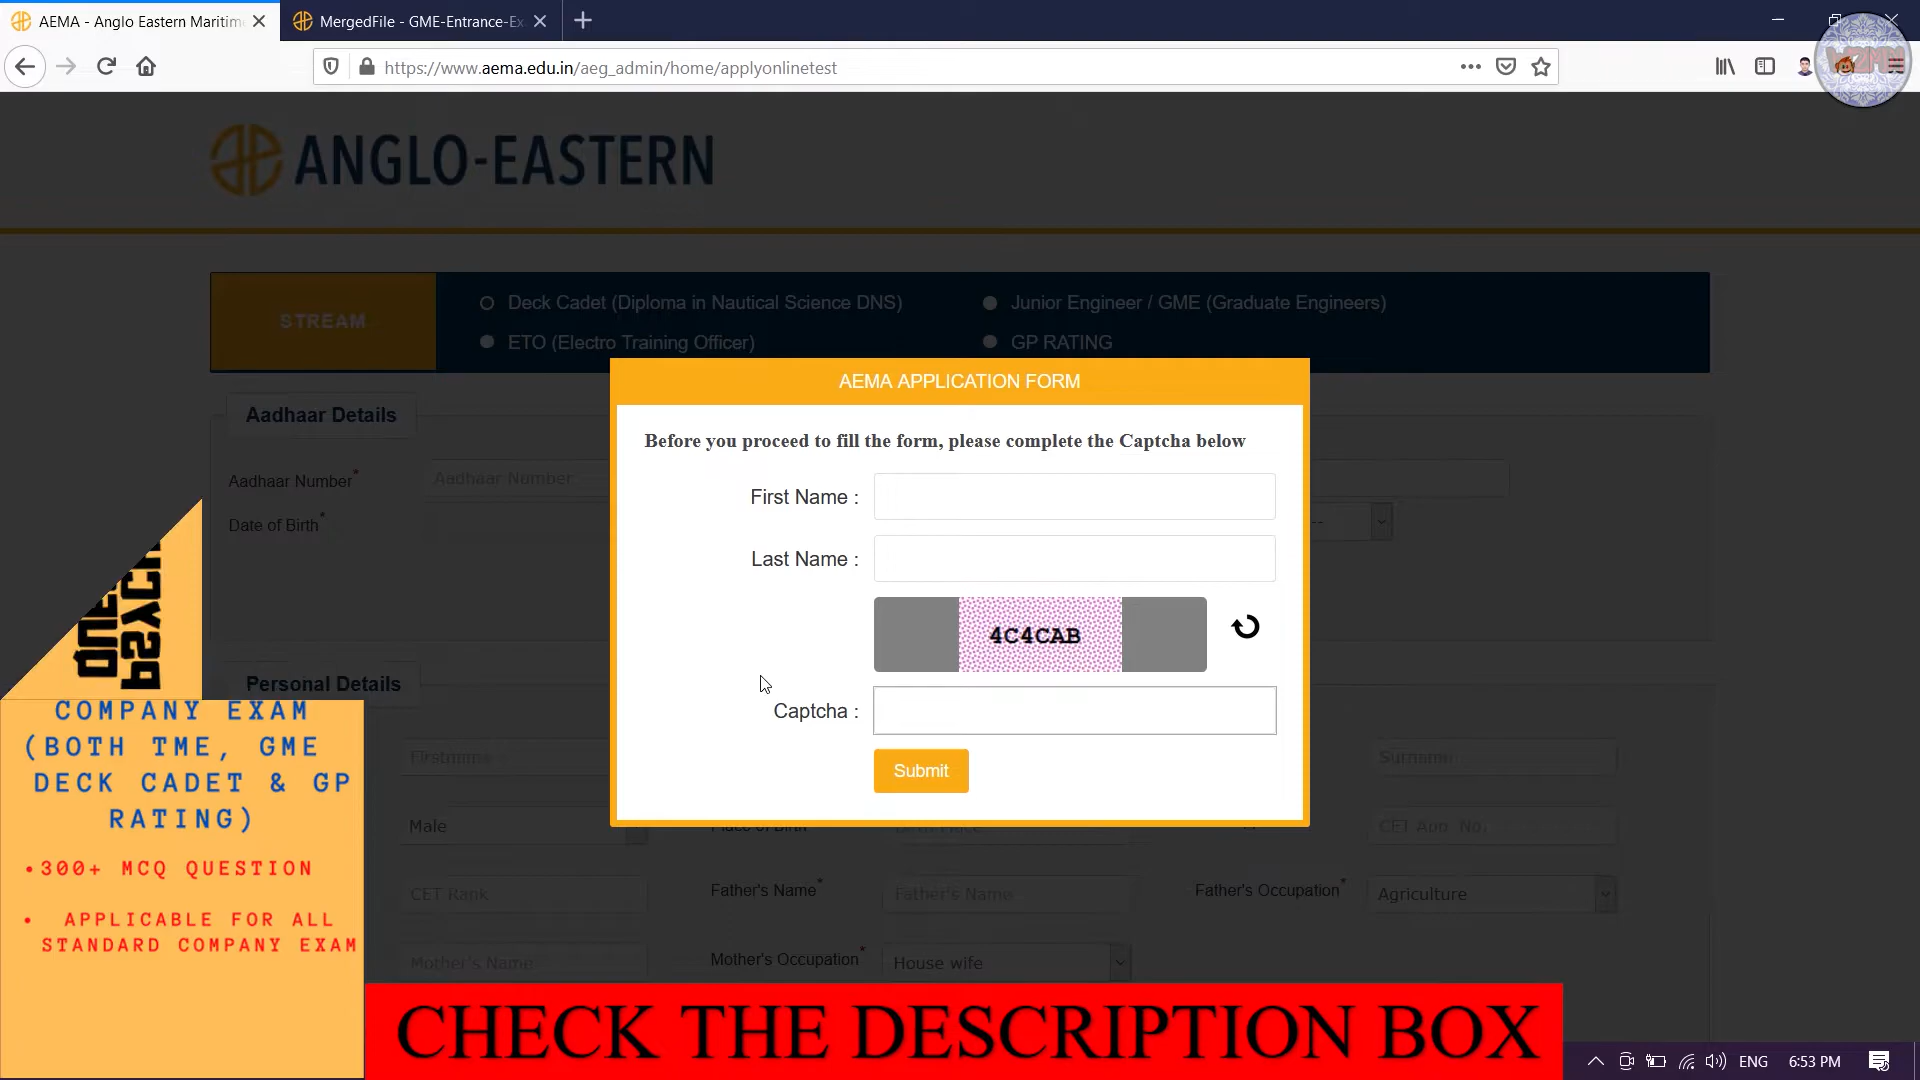 AEMA - Anglo Eastern Maritim
MergedFile - GME-Entrance-Ex
https://www.aema.edu.in/aeg_admin/home/applyonlinetest
ANGLO-EASTERN
STREAM
Deck Cadet (Diploma in Nautical Science DNS)
Junior Engineer / GME (Graduate Engineers)
ETO (Electro Training Officer)
GP RATING
AEMA APPLICATION FORM
Before you proceed to fill the form, please complete the Captcha below
First Name :
Last Name :
4C4CAB
Captcha :
Submit
Aadhaar Details
Aadhaar Number*
Aadhaar Number
Date of Birth*
Personal Details
Surname
Male
CET App. No.
CET Rank
Father's Name*
Father's Name
Father's Occupation*
Agriculture
Mother's Name
Mother's Occupation*
House wife
COMPANY EXAM
(BOTH TME, GME
DECK CADET & GP
RATING)
•300+ MCQ QUESTION
• APPLICABLE FOR ALL
STANDARD COMPANY EXAM
CHECK THE DESCRIPTION BOX
ENG
6:53 PM